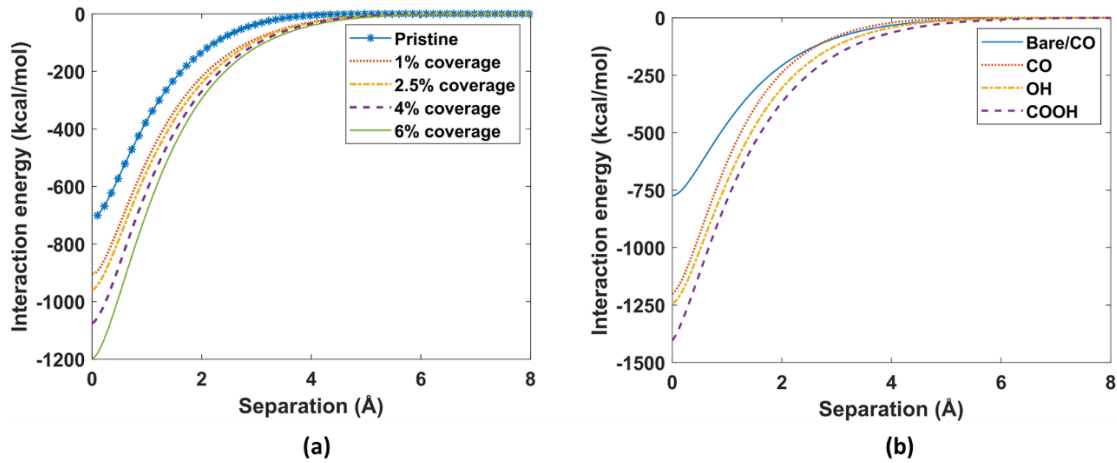 0
-200
-400
-600
-800
-1000
-1200
Interaction energy (kcal/mol)
Pristine
1% coverage
2.5% coverage
4% coverage
6% coverage
0 2 4 6 8
Separation (Å)
(a)
0
-250
-500
-750
-1000
-1250
-1500
Interaction energy (kcal/mol)
Bare/CO
CO
OH
COOH
0 2 4 6 8
Separation (Å)
(b)